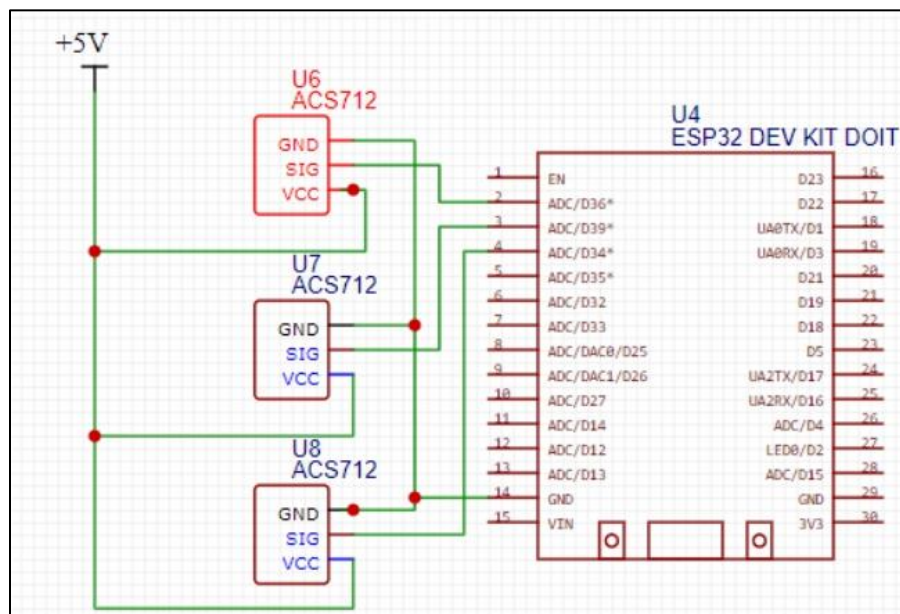 +5V
U6
ACS712
GND
SIG
VCC
U7
ACS712
GND
SIG
VCC
U8
ACS712
GND
SIG
VCC
U4
ESP32 DEV KIT DOIT
1 EN D23 16
2 ADC/D36* D22 17
3 ADC/D39* UA0TX/D1 18
4 ADC/D34* UA0RX/D3 19
5 ADC/D35* D21 20
6 ADC/D32 D19 21
7 ADC/D33 D18 22
8 ADC/DAC0/D25 D5 23
9 ADC/DAC1/D26 UA2TX/D17 24
10 ADC/D27 UA2RX/D16 25
11 ADC/D14 ADC/D4 26
12 ADC/D12 LED0/D2 27
13 ADC/D13 ADC/D15 28
14 GND GND 29
15 VIN 3V3 30